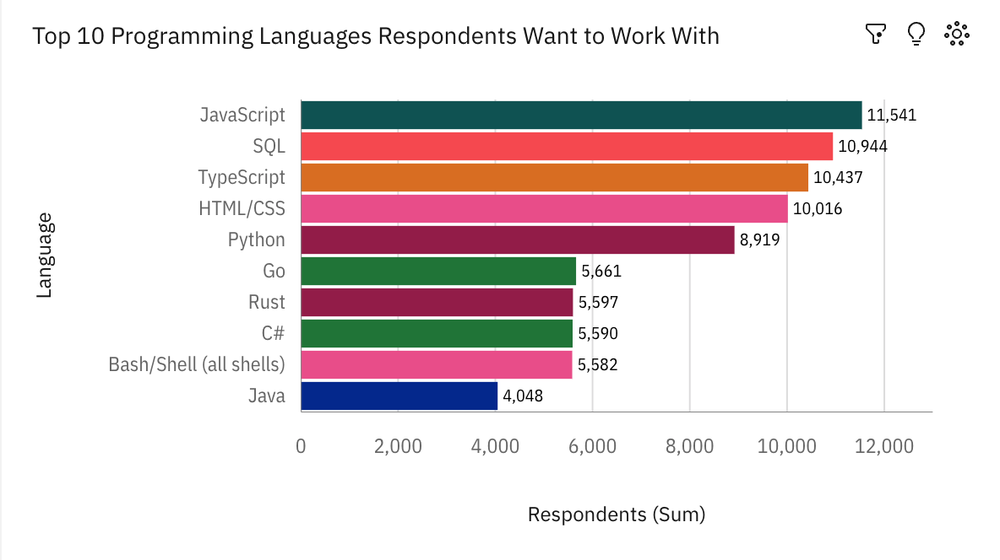 Top 10 Programming Languages Respondents Want to Work With
Language
JavaScript 11,541
SQL 10,944
TypeScript 10,437
HTML/CSS 10,016
Python 8,919
Go 5,661
Rust 5,597
C# 5,590
Bash/Shell (all shells) 5,582
Java 4,048
0 2,000 4,000 6,000 8,000 10,000 12,000
Respondents (Sum)